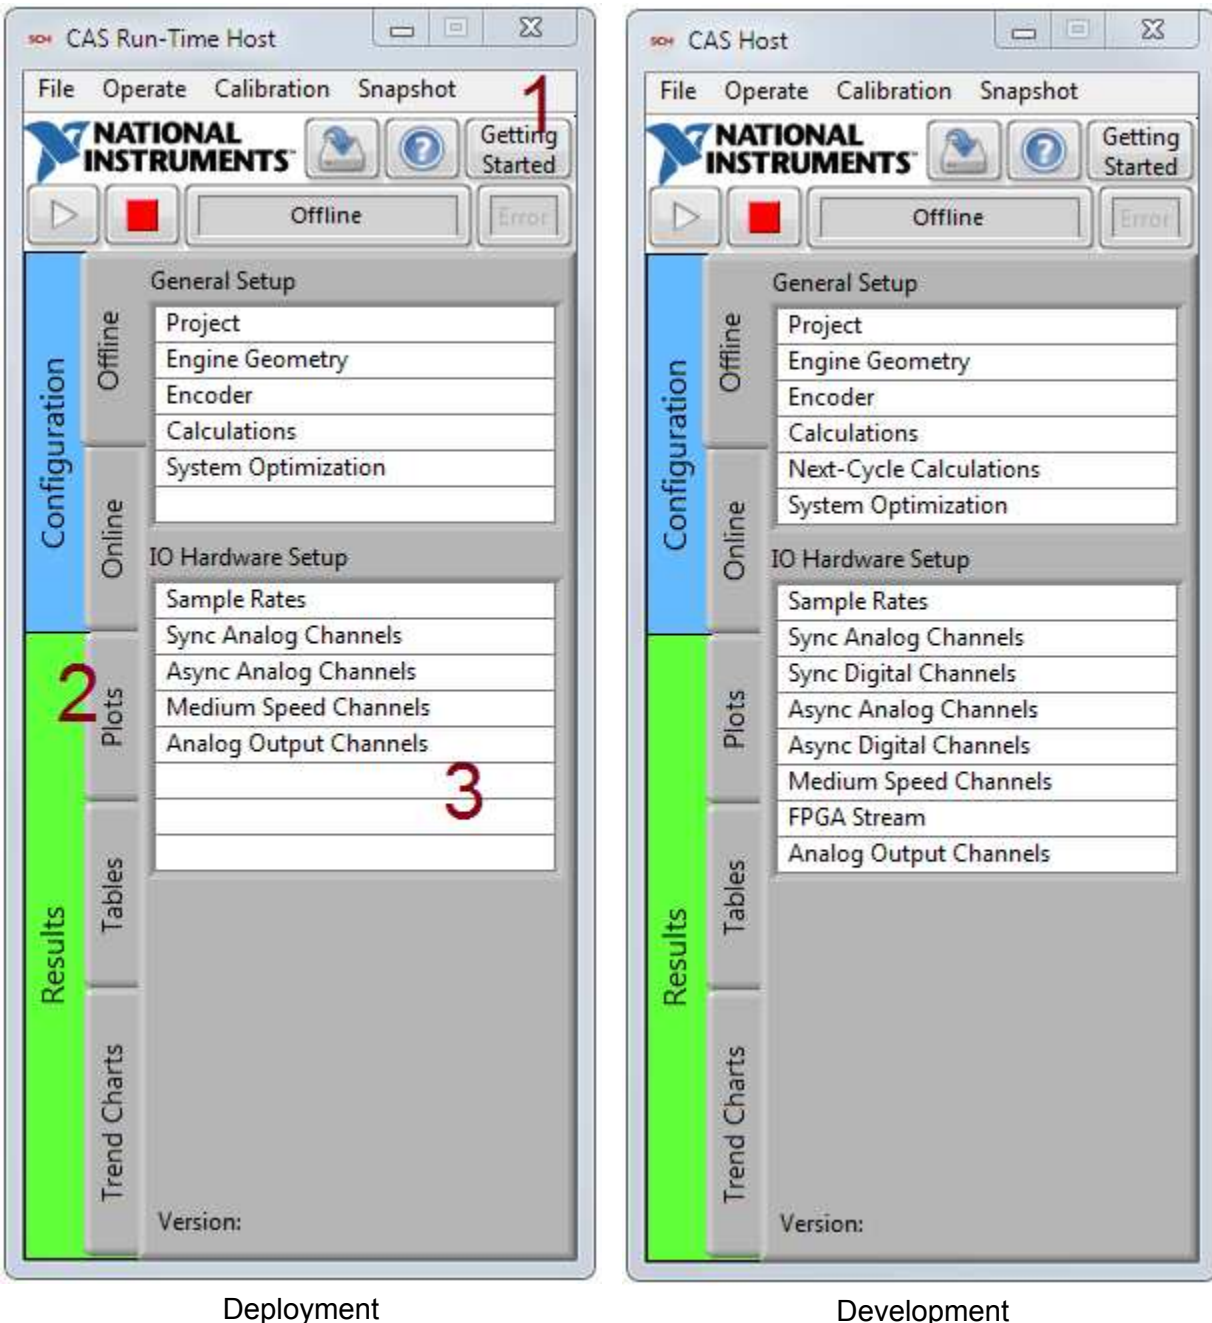 SCM CAS Run-Time Host
File Operate Calibration Snapshot
1
NATIONAL
INSTRUMENTS
Getting
Started
Offline
Error
Configuration
Results
Offline
Online
Plots
Tables
Trend Charts
2
General Setup
Project
Engine Geometry
Encoder
Calculations
System Optimization
IO Hardware Setup
Sample Rates
Sync Analog Channels
Async Analog Channels
Medium Speed Channels
Analog Output Channels
3
Version:
Deployment
SCM CAS Host
File Operate Calibration Snapshot
NATIONAL
INSTRUMENTS
Getting
Started
Offline
Error
Configuration
Results
Offline
Online
Plots
Tables
Trend Charts
General Setup
Project
Engine Geometry
Encoder
Calculations
Next-Cycle Calculations
System Optimization
IO Hardware Setup
Sample Rates
Sync Analog Channels
Sync Digital Channels
Async Analog Channels
Async Digital Channels
Medium Speed Channels
FPGA Stream
Analog Output Channels
Version:
Development